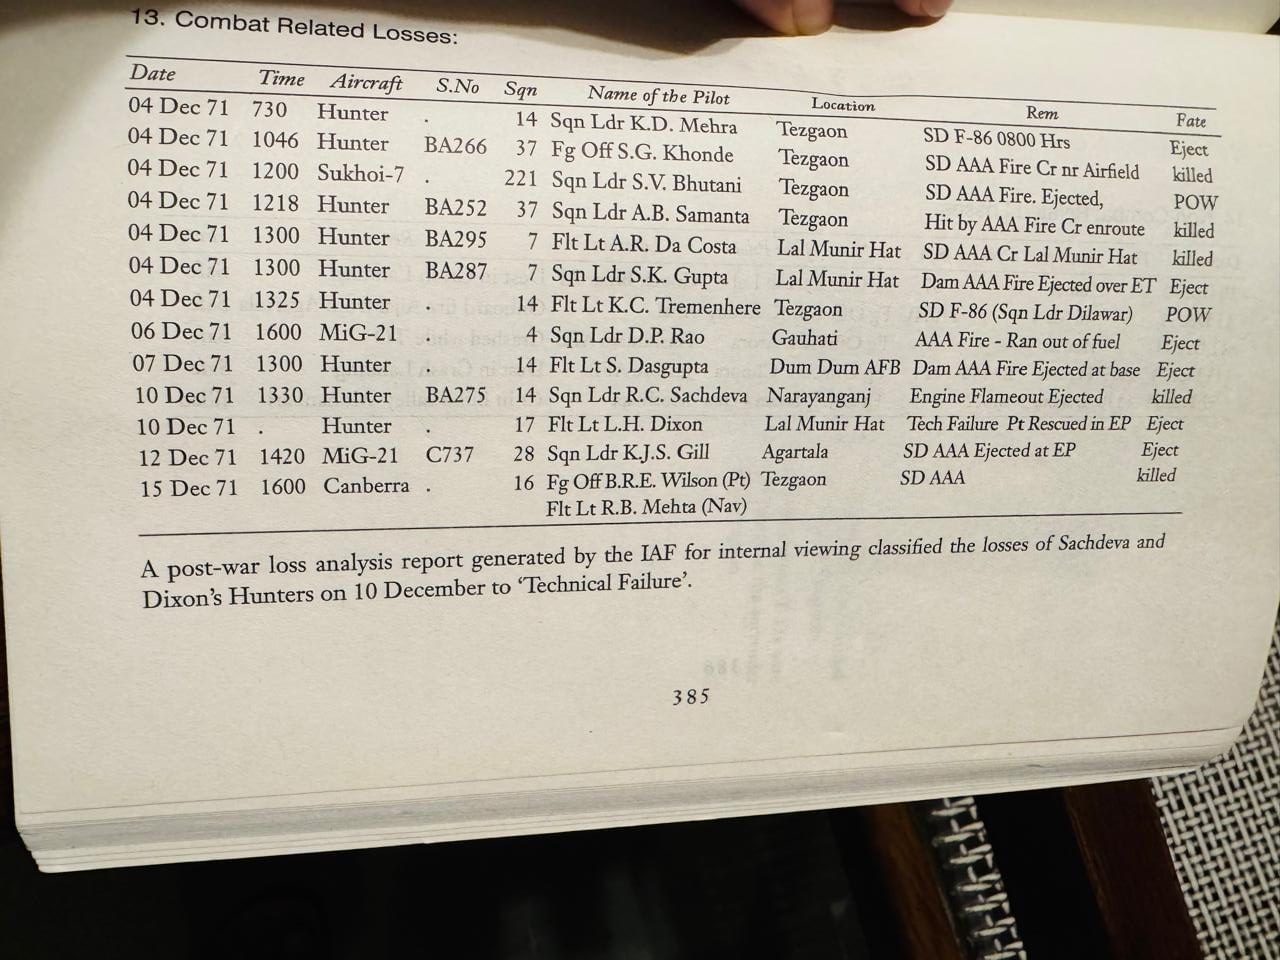 13. Combat Related Losses:
Date Time Aircraft S.No Sqn Name of the Pilot Location Rem Fate
04 Dec 71 730 Hunter . 14 Sqn Ldr K.D. Mehra Tezgaon SD F-86 0800 Hrs Eject
04 Dec 71 1046 Hunter BA266 37 Fg Off S.G. Khonde Tezgaon SD AAA Fire Cr nr Airfield killed
04 Dec 71 1200 Sukhoi-7 . 221 Sqn Ldr S.V. Bhutani Tezgaon SD AAA Fire. Ejected, POW
04 Dec 71 1218 Hunter BA252 37 Sqn Ldr A.B. Samanta Tezgaon Hit by AAA Fire Cr enroute killed
04 Dec 71 1300 Hunter BA295 7 Flt Lt A.R. Da Costa Lal Munir Hat SD AAA Cr Lal Munir Hat killed
04 Dec 71 1300 Hunter BA287 7 Sqn Ldr S.K. Gupta Lal Munir Hat Dam AAA Fire Ejected over ET Eject
04 Dec 71 1325 Hunter . 14 Flt Lt K.C. Tremenhere Tezgaon SD F-86 (Sqn Ldr Dilawar) POW
06 Dec 71 1600 MiG-21 . 4 Sqn Ldr D.P. Rao Gauhati AAA Fire - Ran out of fuel Eject
07 Dec 71 1300 Hunter . 14 Flt Lt S. Dasgupta Dum Dum AFB Dam AAA Fire Ejected at base Eject
10 Dec 71 1330 Hunter BA275 14 Sqn Ldr R.C. Sachdeva Narayanganj Engine Flameout Ejected killed
10 Dec 71 . Hunter . 17 Flt Lt L.H. Dixon Lal Munir Hat Tech Failure Pt Rescued in EP Eject
12 Dec 71 1420 MiG-21 C737 28 Sqn Ldr K.J.S. Gill Agartala SD AAA Ejected at EP Eject
15 Dec 71 1600 Canberra . 16 Fg Off B.R.E. Wilson (Pt) Tezgaon SD AAA killed
Flt Lt R.B. Mehta (Nav)
A post-war loss analysis report generated by the IAF for internal viewing classified the losses of Sachdeva and
Dixon's Hunters on 10 December to 'Technical Failure'.
385